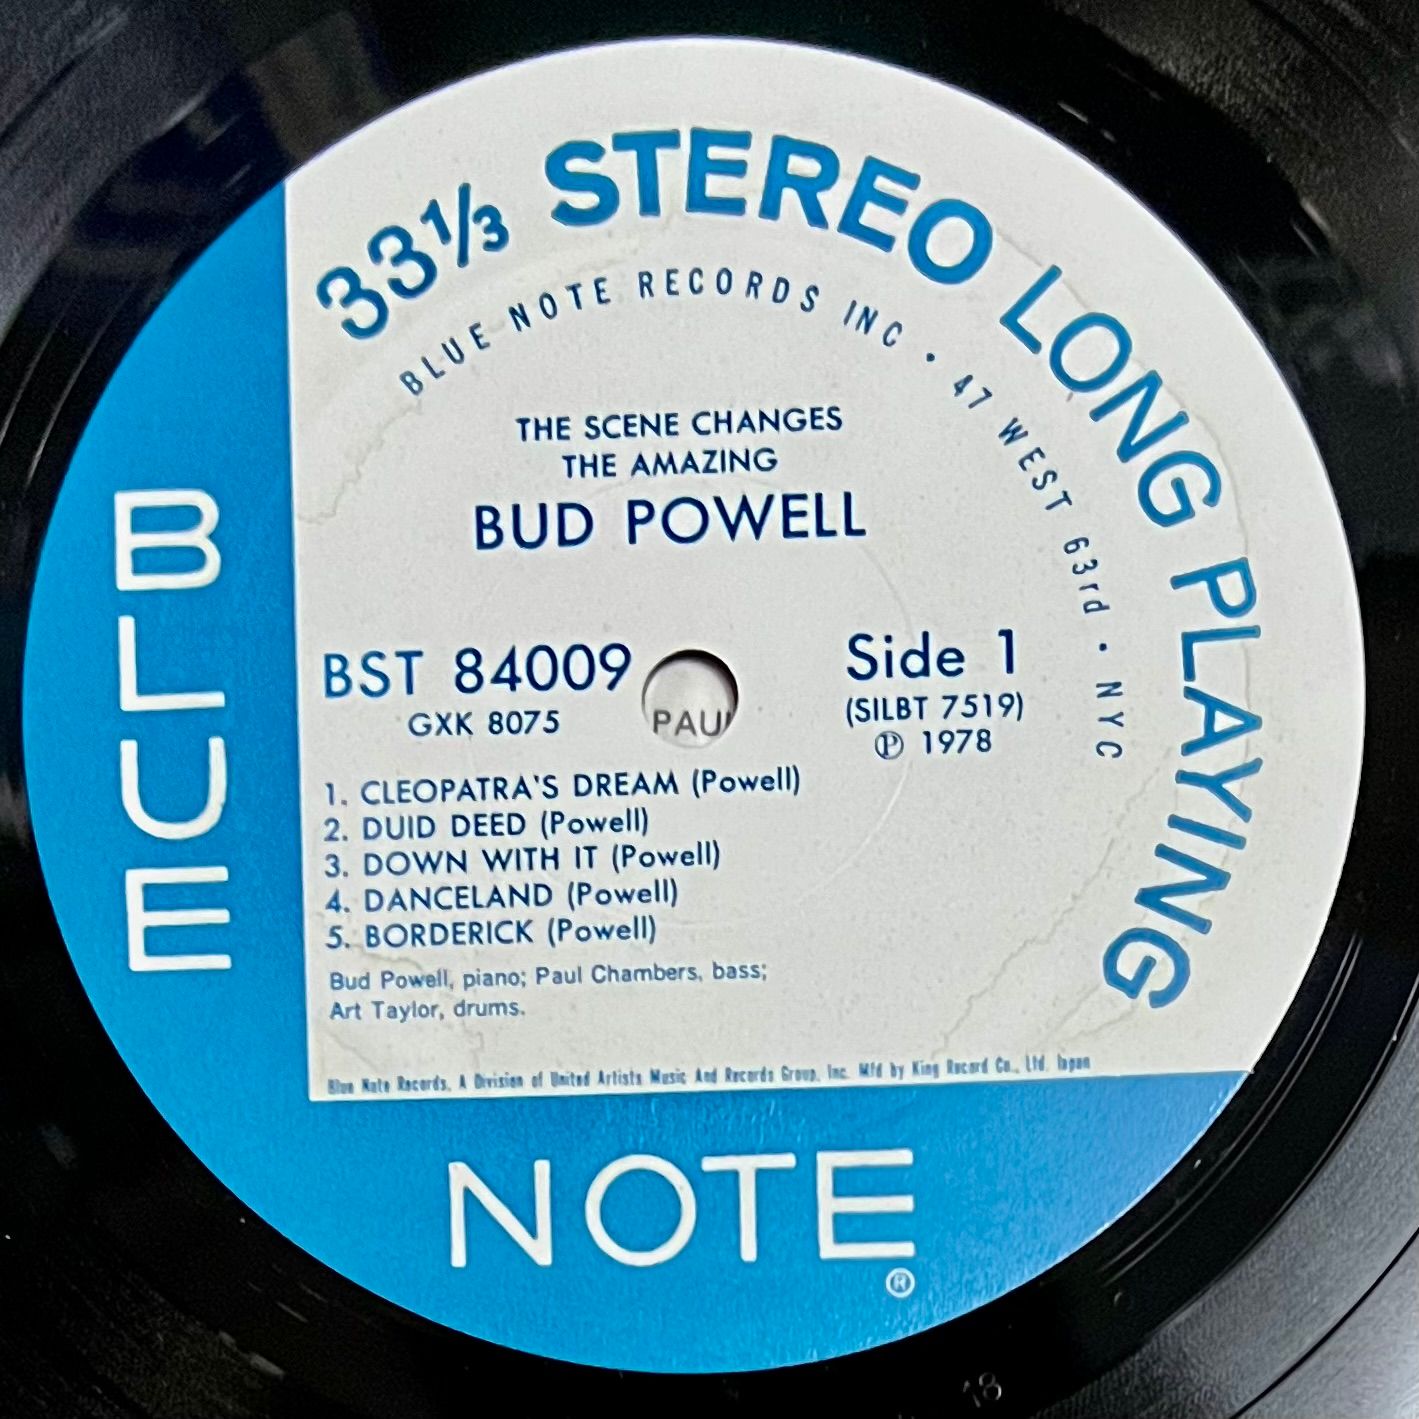 33⅓ STEREO LONG PLAYING
BLUE NOTE RECORDS INC • 47 WEST 63rd • NYC
THE SCENE CHANGES
THE AMAZING
BUD POWELL
BST 84009
GXK 8075
PAU
Side 1
(SILBT 7519)
℗ 1978
1. CLEOPATRA'S DREAM (Powell)
2. DUID DEED (Powell)
3. DOWN WITH IT (Powell)
4. DANCELAND (Powell)
5. BORDERICK (Powell)
Bud Powell, piano; Paul Chambers, bass;
Art Taylor, drums.
Blue Note Records, A Division of United Artists Music And Records Group, Inc. Mfd by King Record Co., Ltd. Japan
BLUE
NOTE
®
18